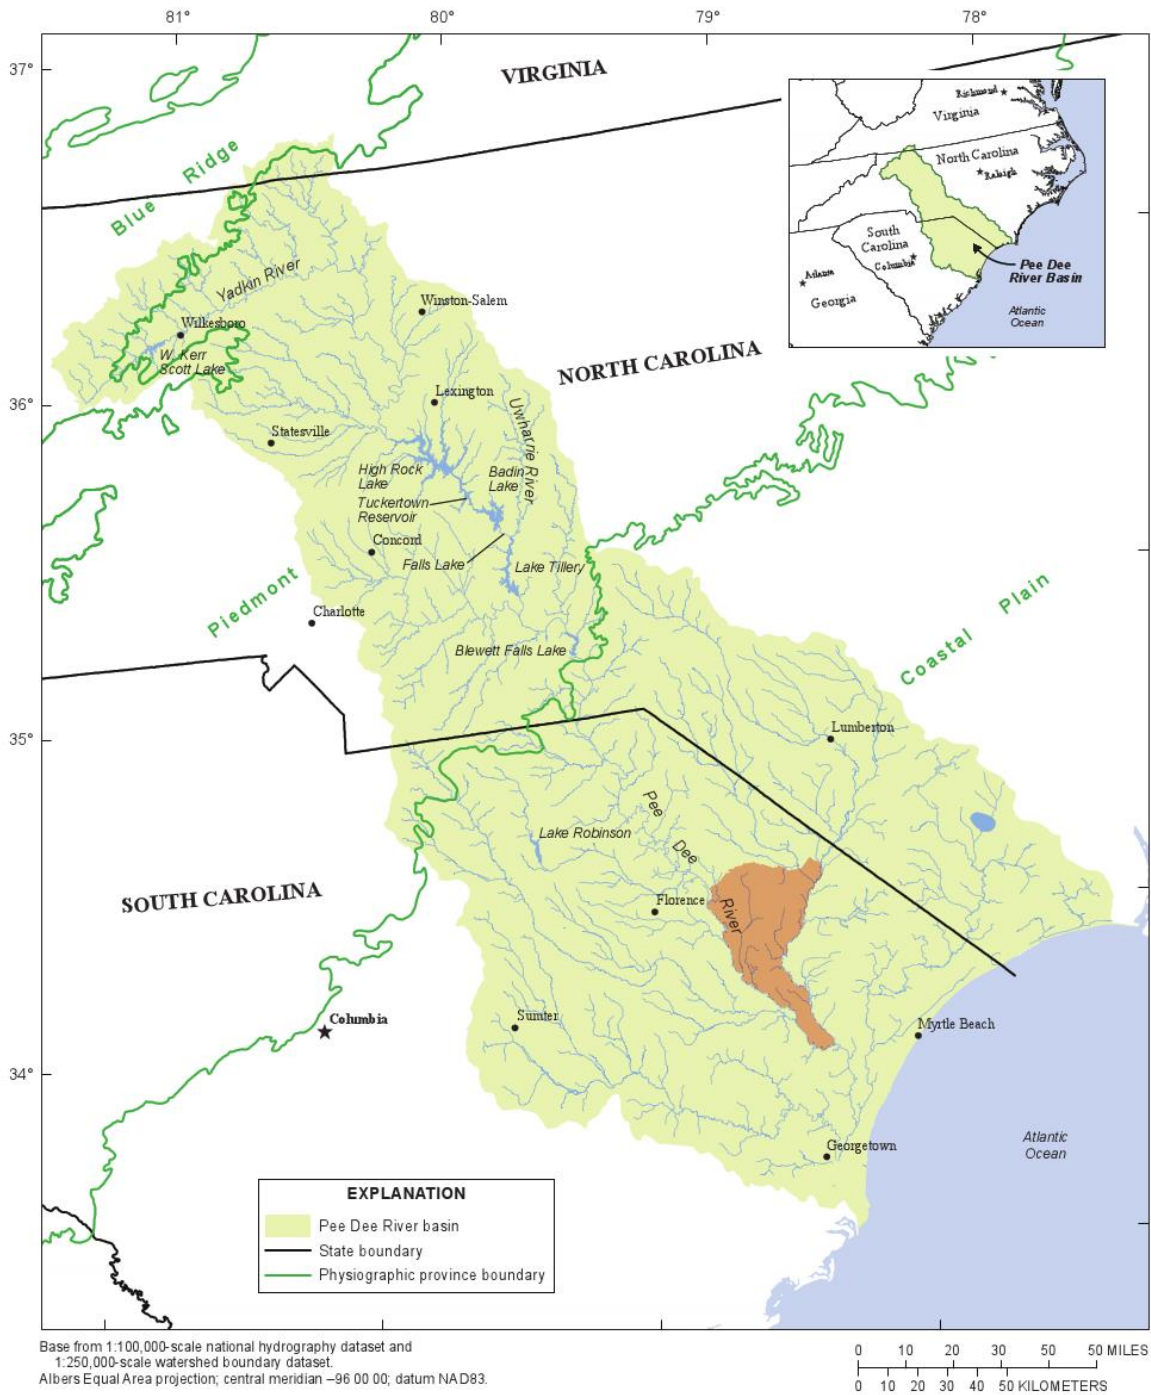 81°
80°
79°
78°
37°
36°
35°
34°
VIRGINIA
Blue Ridge
Yadkin River
Winston-Salem
Wilkesboro
W. Kerr
Scott Lake
NORTH CAROLINA
Lexington
Uwharrie River
Statesville
High Rock
Lake
Badin
Lake
Tuckertown
Reservoir
Concord
Falls Lake
Lake Tillery
Piedmont
Charlotte
Coastal Plain
Blewett Falls Lake
Lumberton
Pee Dee River
Lake Robinson
SOUTH CAROLINA
Florence
Columbia
Sumter
Myrtle Beach
Georgetown
Atlantic
Ocean
Richmond
Virginia
North Carolina
Raleigh
South
Carolina
Columbia
Atlanta
Georgia
Pee Dee
River Basin
Atlantic
Ocean
EXPLANATION
Pee Dee River basin
State boundary
Physiographic province boundary
Base from 1:100,000-scale national hydrography dataset and
1:250,000-scale watershed boundary dataset.
Albers Equal Area projection; central meridian –96 00 00; datum NAD83.
0 10 20 30 50 50 MILES
0 10 20 30 40 50 KILOMETERS